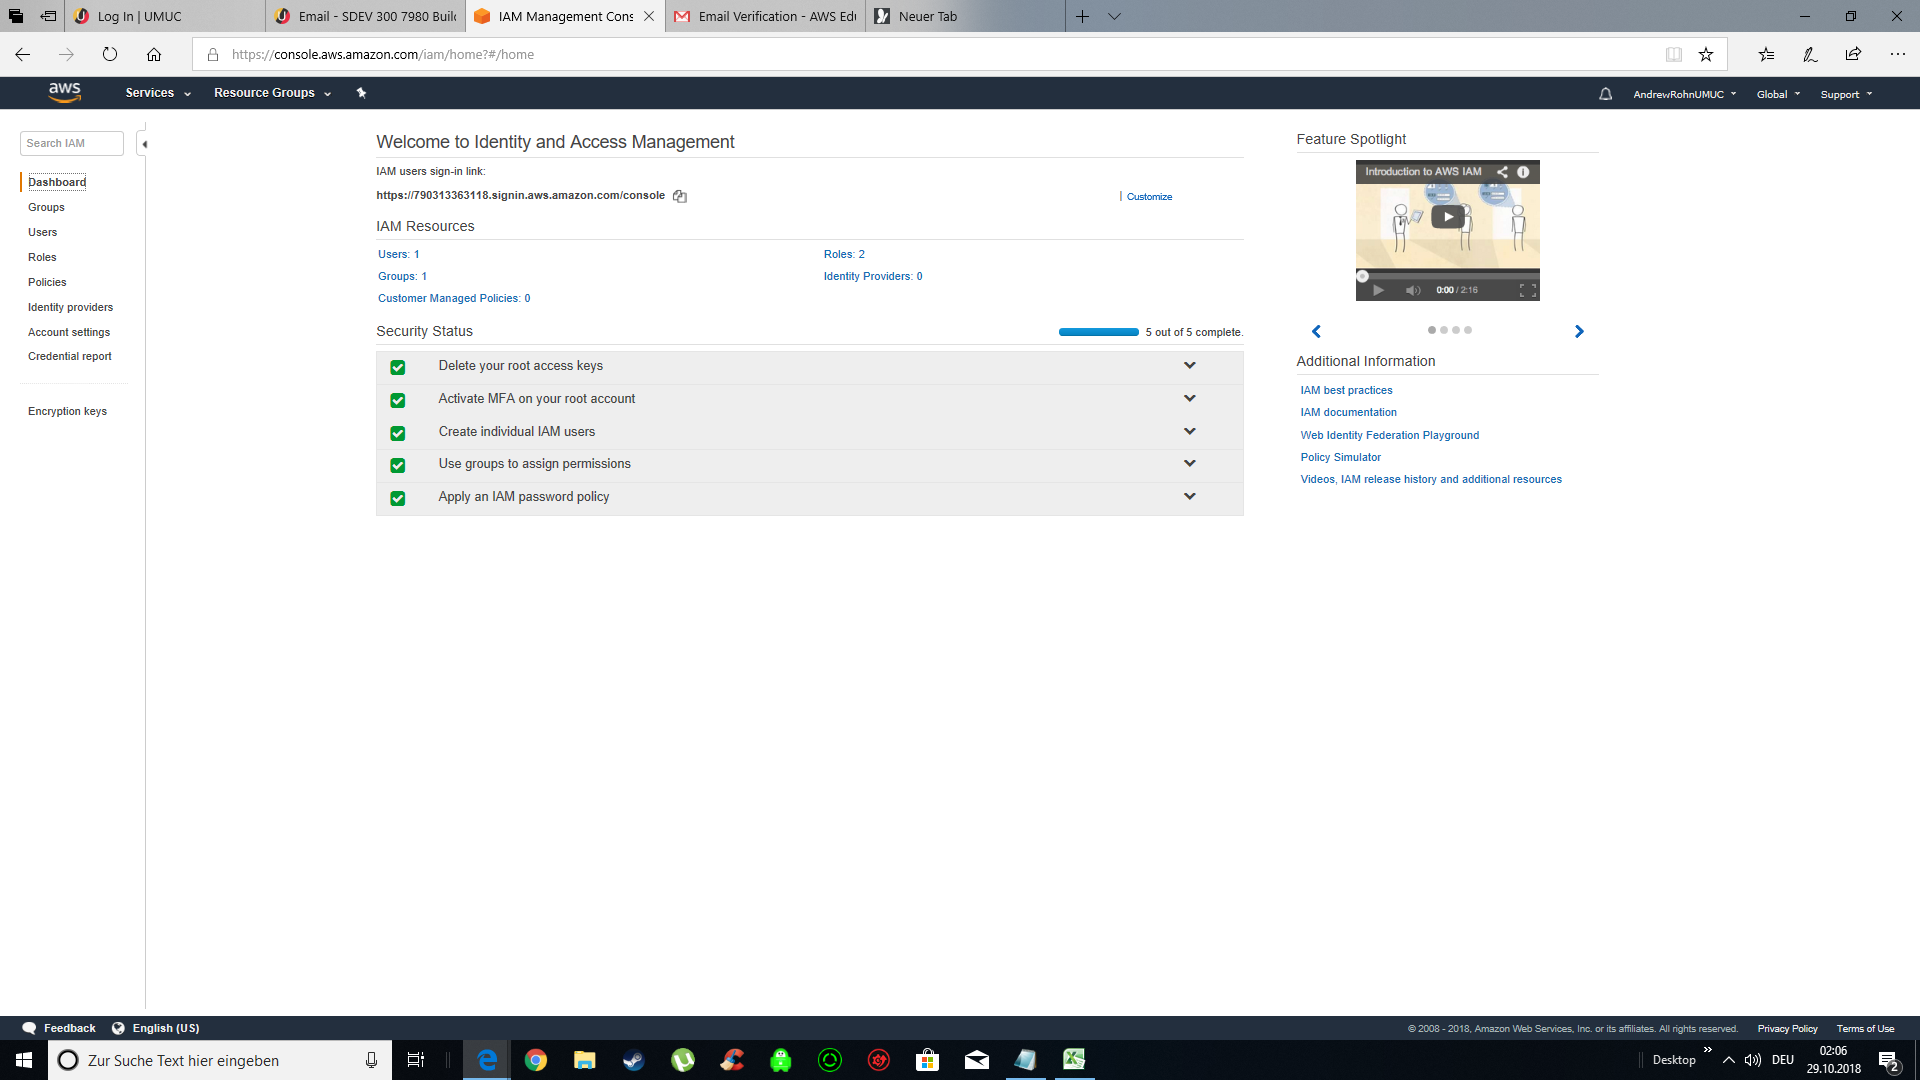 Log In | UMUC
Email - SDEV 300 7980 Build
IAM Management Cons
Email Verification - AWS Edu
Neuer Tab
https://console.aws.amazon.com/iam/home?#/home
aws
Services
Resource Groups
AndrewRohnUMUC
Global
Support
Search IAM
Dashboard
Groups
Users
Roles
Policies
Identity providers
Account settings
Credential report
Encryption keys
Welcome to Identity and Access Management
IAM users sign-in link:
https://790313363118.signin.aws.amazon.com/console
Customize
IAM Resources
Users: 1
Roles: 2
Groups: 1
Identity Providers: 0
Customer Managed Policies: 0
Security Status
5 out of 5 complete.
Delete your root access keys
Activate MFA on your root account
Create individual IAM users
Use groups to assign permissions
Apply an IAM password policy
Feature Spotlight
Introduction to AWS IAM
0:00 / 2:16
Additional Information
IAM best practices
IAM documentation
Web Identity Federation Playground
Policy Simulator
Videos, IAM release history and additional resources
Feedback
English (US)
© 2008 - 2018, Amazon Web Services, Inc. or its affiliates. All rights reserved.
Privacy Policy
Terms of Use
Zur Suche Text hier eingeben
Desktop
DEU
02:06
29.10.2018
2